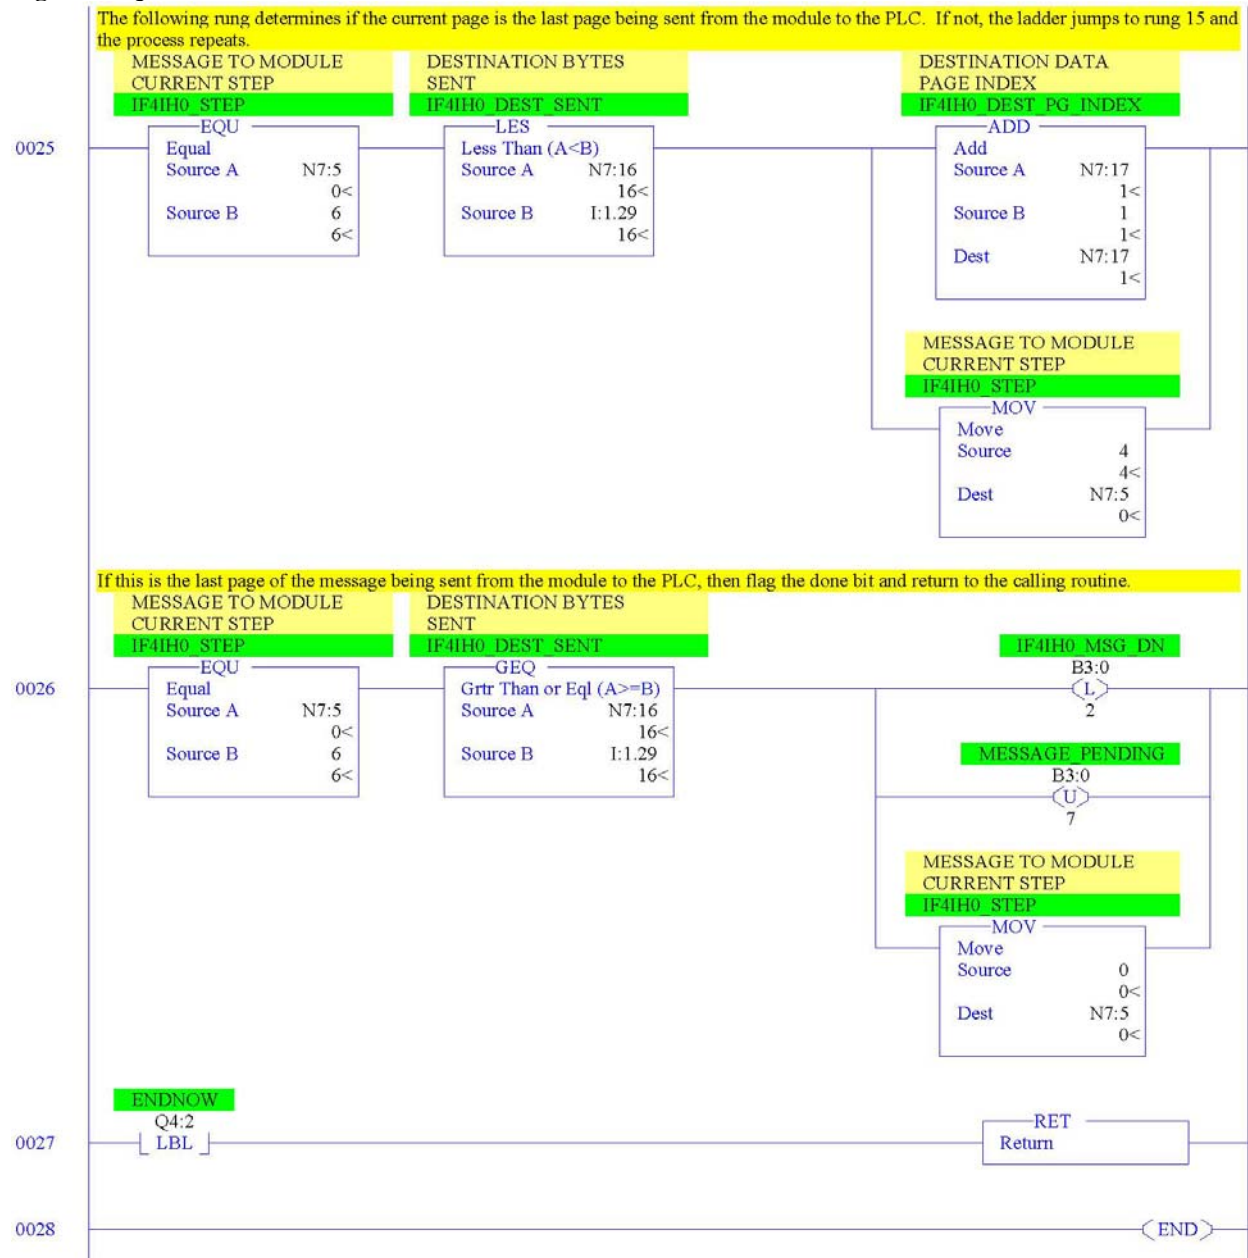 The following rung determines if the current page is the last page being sent from the module to the PLC. If not, the ladder jumps to rung 15 and
the process repeats.
MESSAGE TO MODULE
CURRENT STEP
IF4IH0_STEP
DESTINATION BYTES
SENT
IF4IH0_DEST_SENT
DESTINATION DATA
PAGE INDEX
IF4IH0_DEST_PG_INDEX
0025
EQU
Equal
Source A N7:5
0<
Source B 6
6<
LES
Less Than (A<B)
Source A N7:16
16<
Source B I:1.29
16<
ADD
Add
Source A N7:17
1<
Source B 1
1<
Dest N7:17
1<
MESSAGE TO MODULE
CURRENT STEP
IF4IH0_STEP
MOV
Move
Source 4
4<
Dest N7:5
0<
If this is the last page of the message being sent from the module to the PLC, then flag the done bit and return to the calling routine.
MESSAGE TO MODULE
CURRENT STEP
IF4IH0_STEP
DESTINATION BYTES
SENT
IF4IH0_DEST_SENT
0026
EQU
Equal
Source A N7:5
0<
Source B 6
6<
GEQ
Grtr Than or Eql (A>=B)
Source A N7:16
16<
Source B I:1.29
16<
IF4IH0_MSG_DN
B3:0
L
2
MESSAGE_PENDING
B3:0
U
7
MESSAGE TO MODULE
CURRENT STEP
IF4IH0_STEP
MOV
Move
Source 0
0<
Dest N7:5
0<
ENDNOW
Q4:2
0027
LBL
RET
Return
0028
END